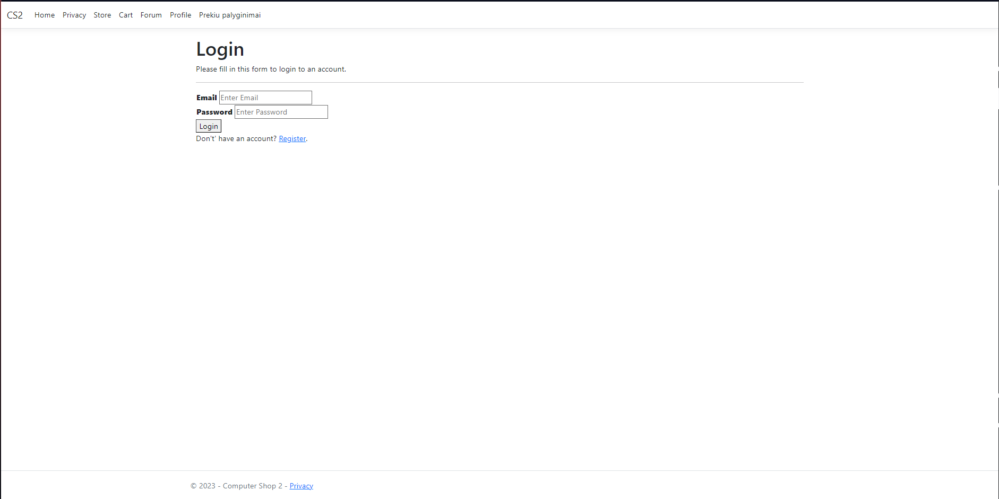 CS2 Home Privacy Store Cart Forum Profile Prekiu palyginimai
Login
Please fill in this form to login to an account.
Email Enter Email
Password Enter Password
Login
Don't' have an account? Register.
© 2023 - Computer Shop 2 - Privacy